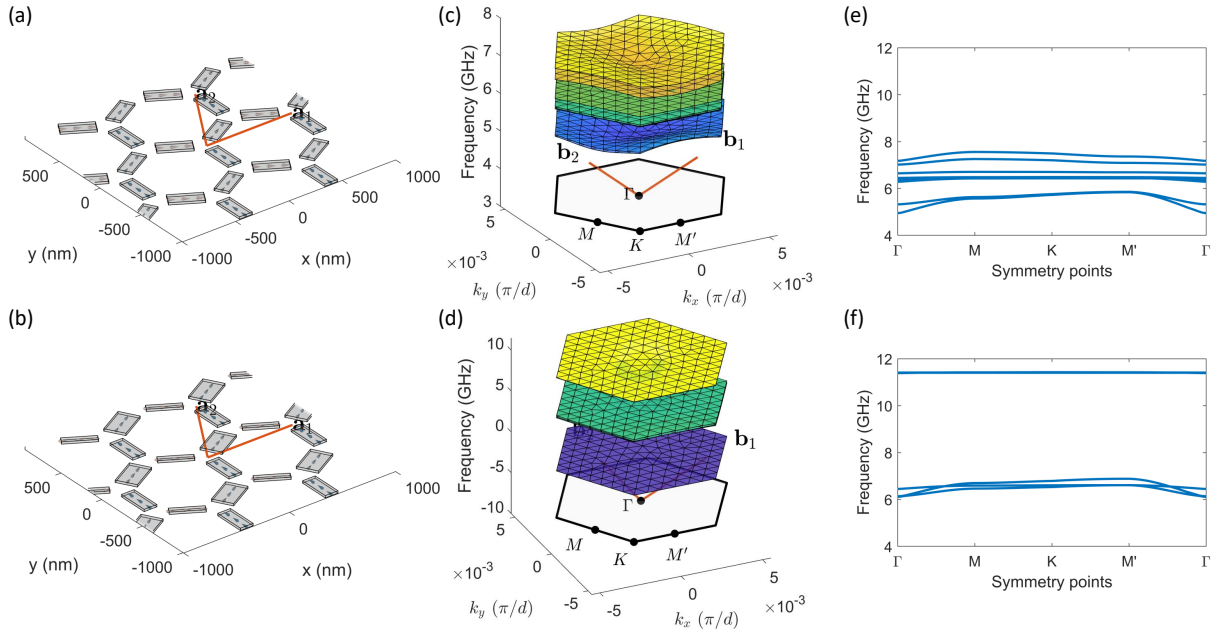 (a)
a₂
a₁
500
0
-500
-1000
y (nm)
-1000
-500
0
500
1000
x (nm)
(c)
Frequency (GHz)
8
7
6
5
4
3
b₂
b₁
Γ
M
K
M′
5
0
-5
×10⁻³
k_y (π/d)
-5
0
5
×10⁻³
k_x (π/d)
(e)
Frequency (GHz)
12
10
8
6
4
Γ M K M' Γ
Symmetry points
(b)
a₂
a₁
500
0
-500
-1000
y (nm)
-1000
0
1000
x (nm)
(d)
Frequency (GHz)
10
5
0
-5
-10
b₁
Γ
M
K
M′
5
0
-5
×10⁻³
k_y (π/d)
-5
0
5
×10⁻³
k_x (π/d)
(f)
Frequency (GHz)
12
10
8
6
4
Γ M K M' Γ
Symmetry points